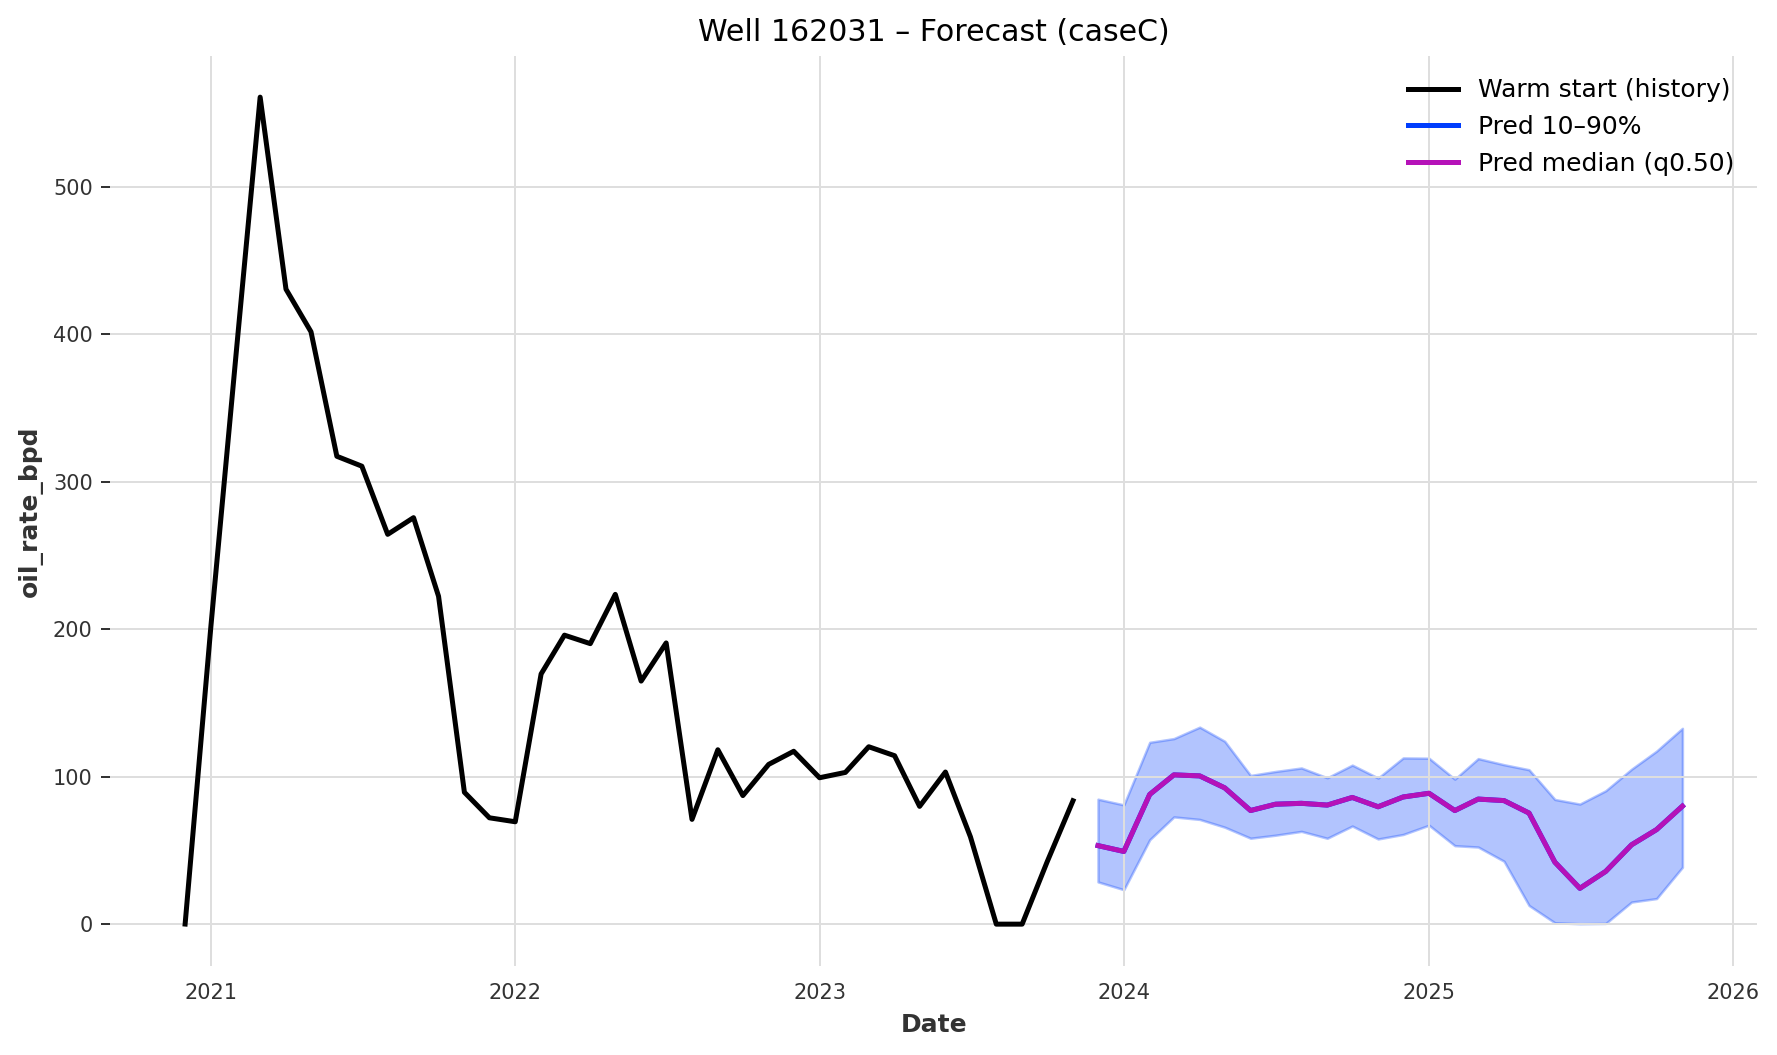 Well 162031 – Forecast (caseC)
Warm start (history)
Pred 10–90%
Pred median (q0.50)
oil_rate_bpd
500
400
300
200
100
0
2021
2022
2023
2024
2025
2026
Date